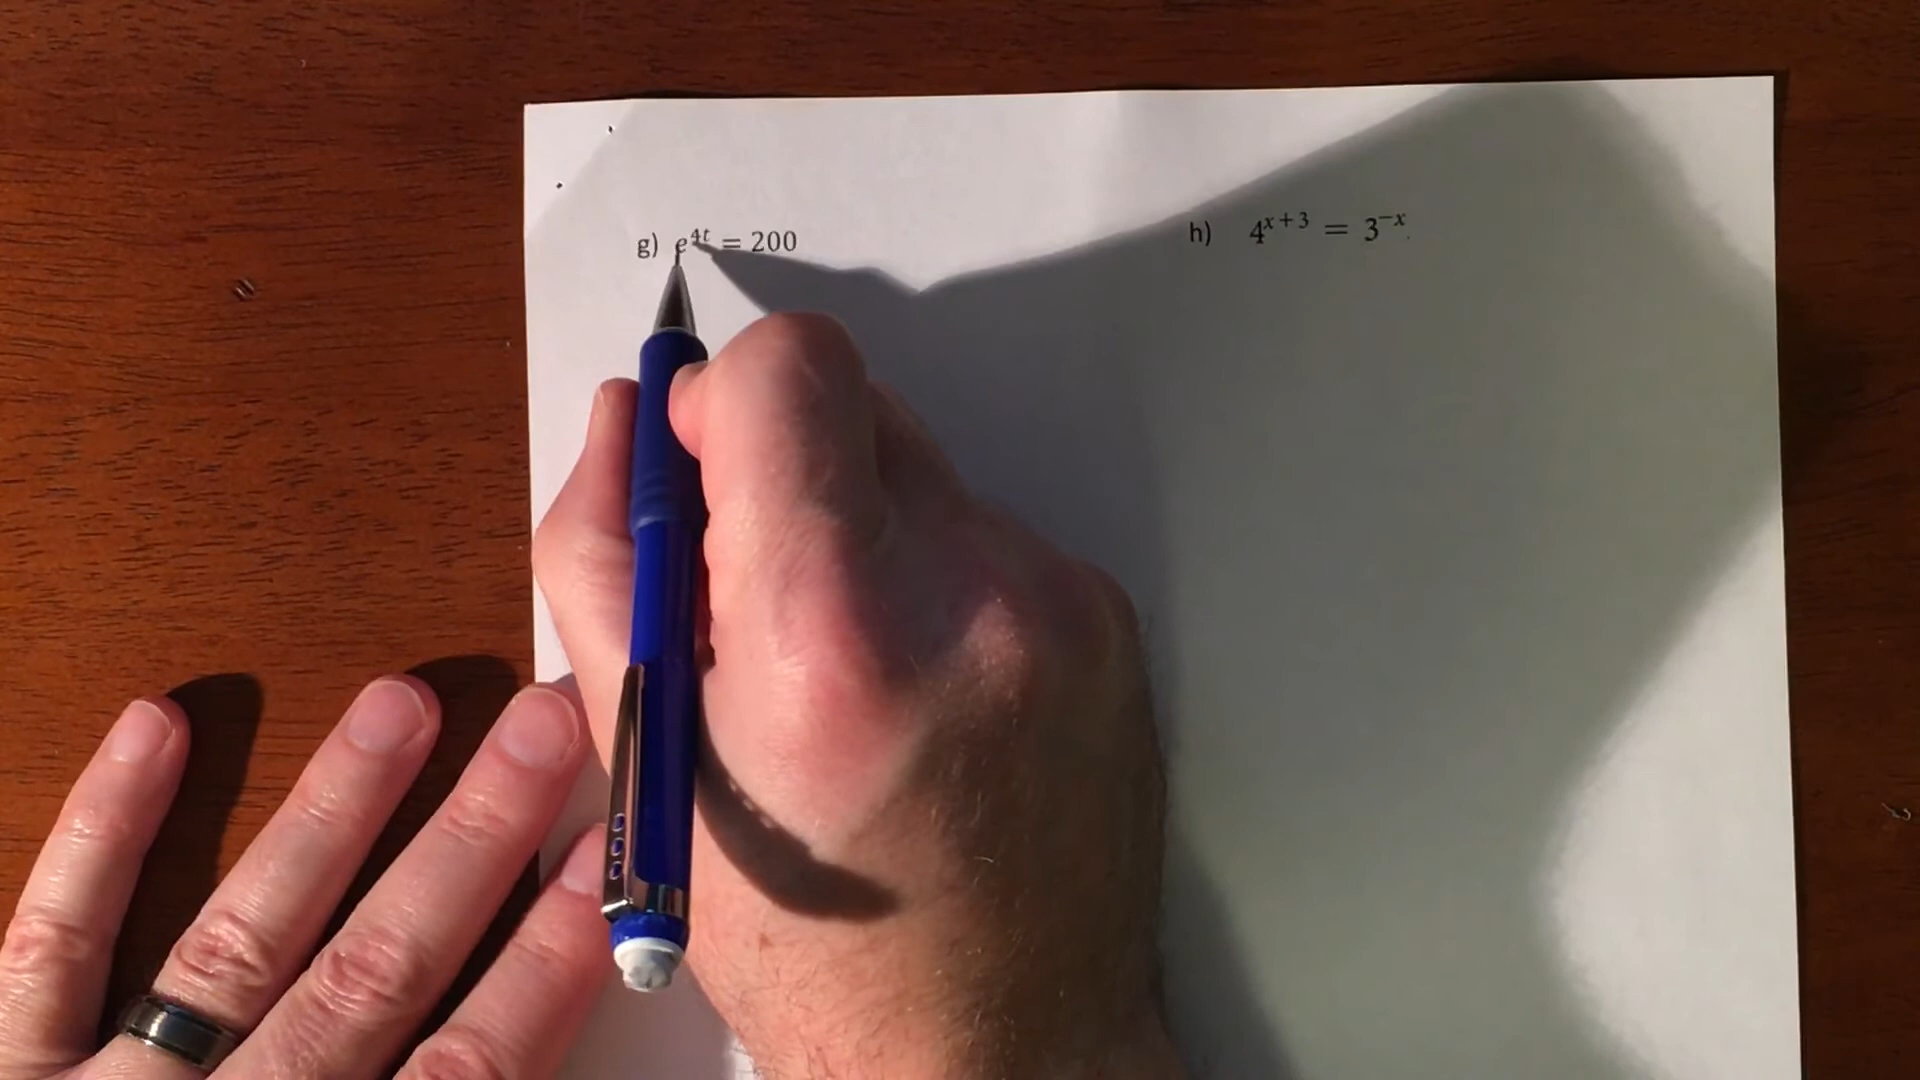 g) e^{4t} = 200
h) 4^{x+3} = 3^{-x}